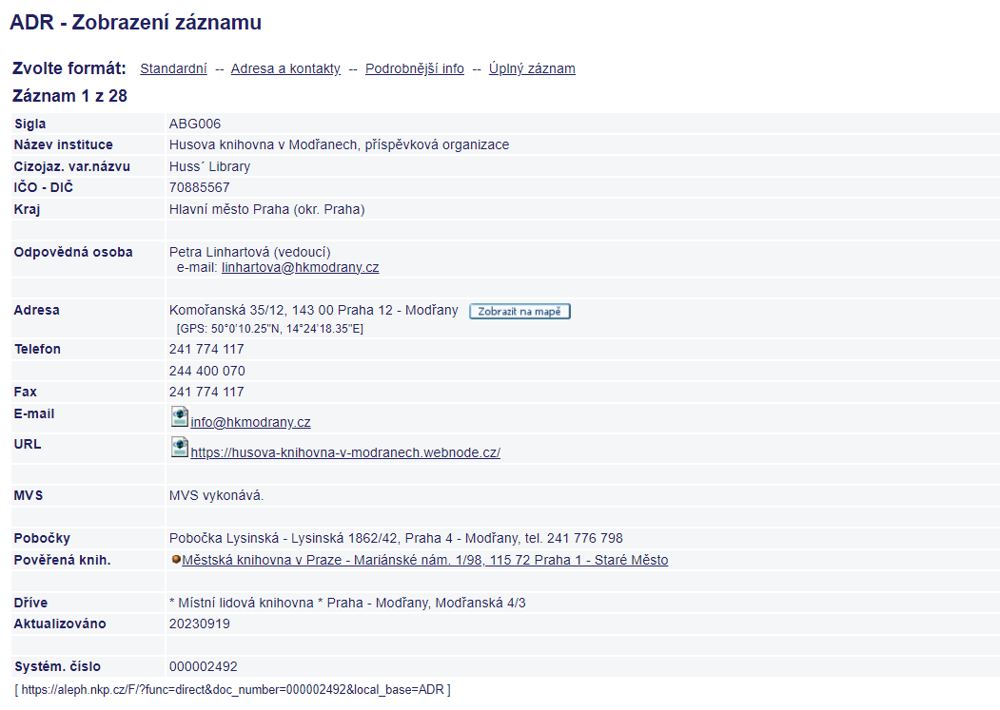 ADR - Zobrazení záznamu
Zvolte formát: Standardní -- Adresa a kontakty -- Podrobnější info -- Úplný záznam
Záznam 1 z 28
Sigla ABG006
Název instituce Husova knihovna v Modřanech, příspěvková organizace
Cizojaz. var.názvu Huss´ Library
IČO - DIČ 70885567
Kraj Hlavní město Praha (okr. Praha)
Odpovědná osoba Petra Linhartová (vedoucí)
e-mail: linhartova@hkmodrany.cz
Adresa Komořanská 35/12, 143 00 Praha 12 - Modřany Zobrazit na mapě
[GPS: 50°0'10.25"N, 14°24'18.35"E]
Telefon 241 774 117
244 400 070
Fax 241 774 117
E-mail info@hkmodrany.cz
URL https://husova-knihovna-v-modranech.webnode.cz/
MVS MVS vykonává.
Pobočky Pobočka Lysinská - Lysinská 1862/42, Praha 4 - Modřany, tel. 241 776 798
Pověřená knih. Městská knihovna v Praze - Mariánské nám. 1/98, 115 72 Praha 1 - Staré Město
Dříve * Místní lidová knihovna * Praha - Modřany, Modřanská 4/3
Aktualizováno 20230919
Systém. číslo 000002492
[ https://aleph.nkp.cz/F/?func=direct&doc_number=000002492&local_base=ADR ]